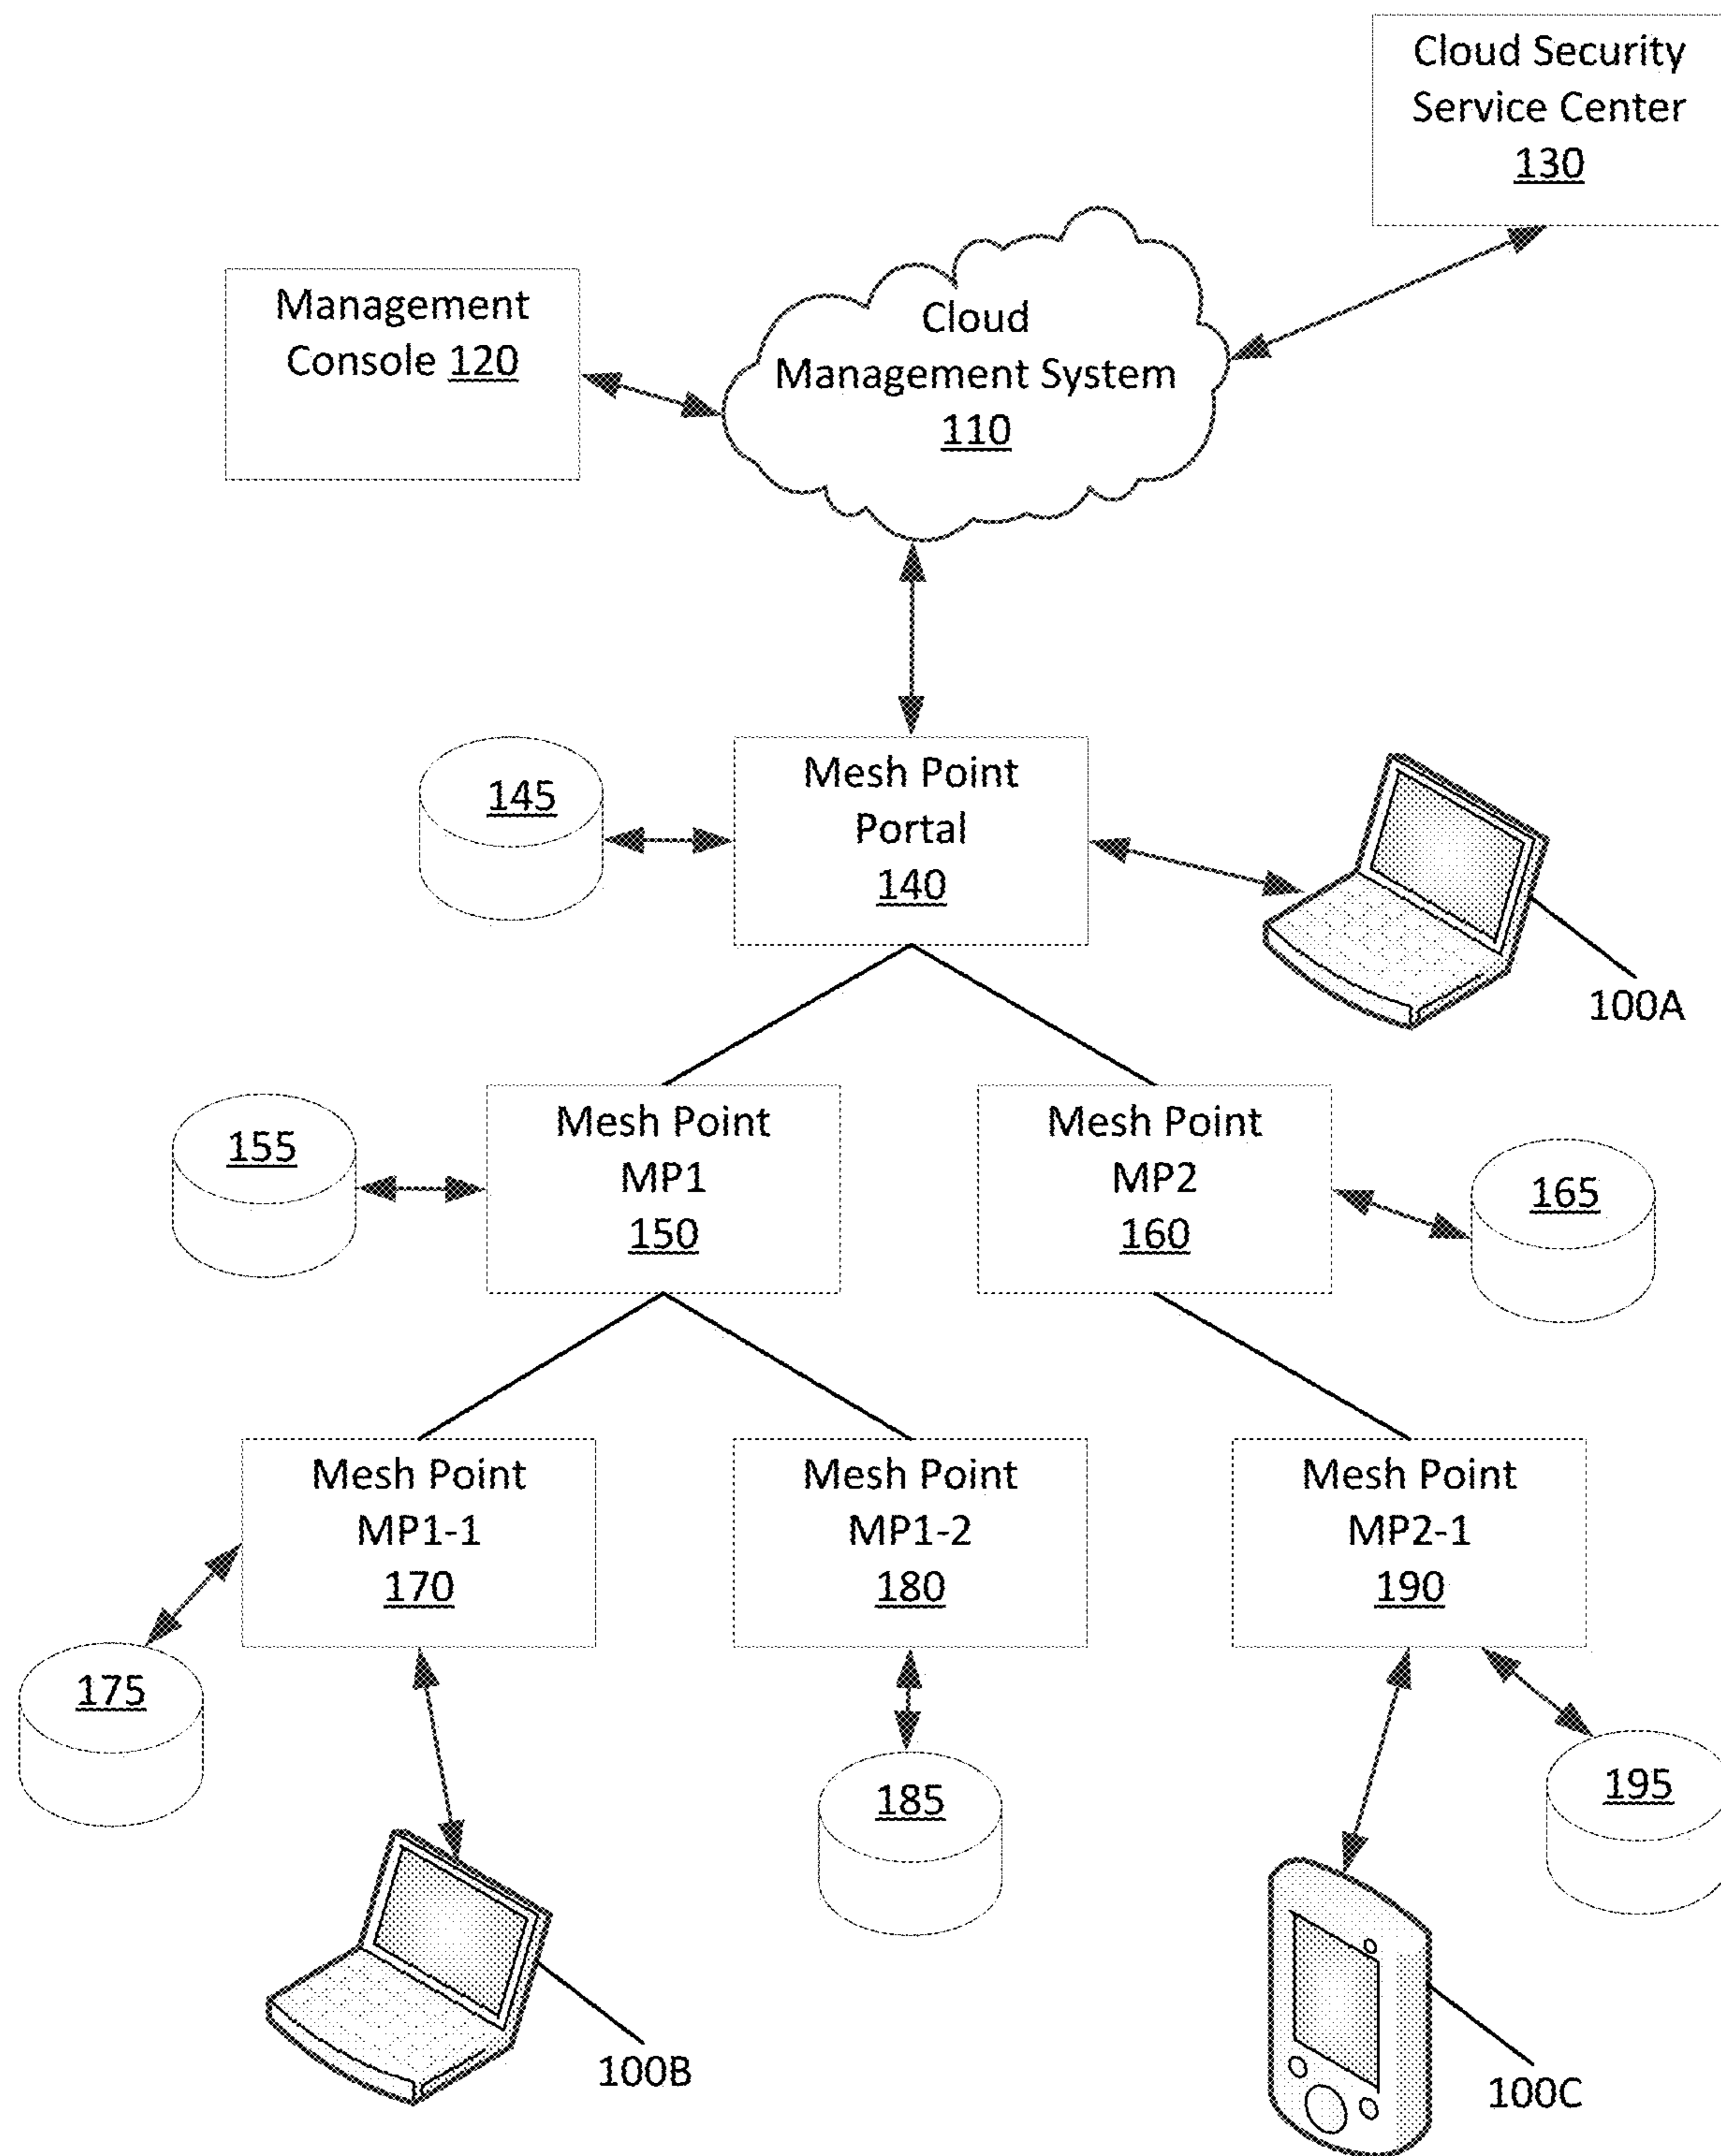 Cloud Security
Service Center
130
Management
Console 120
Cloud
Management System
110
145
Mesh Point
Portal
140
100A
155
Mesh Point
MP1
150
Mesh Point
MP2
160
165
Mesh Point
MP1-1
170
Mesh Point
MP1-2
180
Mesh Point
MP2-1
190
175
185
195
100B
100C